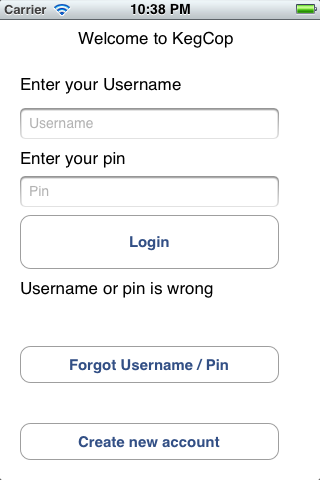 Carrier 10:38 PM
Welcome to KegCop
Enter your Username
Username
Enter your pin
Pin
Login
Username or pin is wrong
Forgot Username / Pin
Create new account